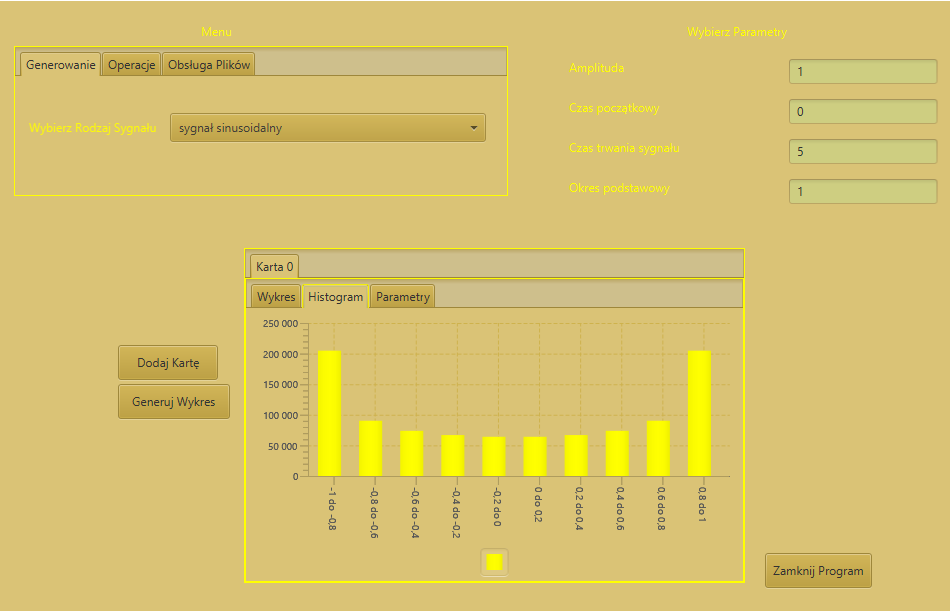 Menu
Generowanie Operacje Obsługa Plików
Wybierz Rodzaj Sygnału sygnał sinusoidalny
Wybierz Parametry
Amplituda 1
Czas początkowy 0
Czas trwania sygnału 5
Okres podstawowy 1
Karta 0
Wykres Histogram Parametry
250 000
200 000
150 000
100 000
50 000
0
-1 do -0,8
-0,8 do -0,6
-0,6 do -0,4
-0,4 do -0,2
-0,2 do 0
0 do 0,2
0,2 do 0,4
0,4 do 0,6
0,6 do 0,8
0,8 do 1
Dodaj Kartę
Generuj Wykres
Zamknij Program